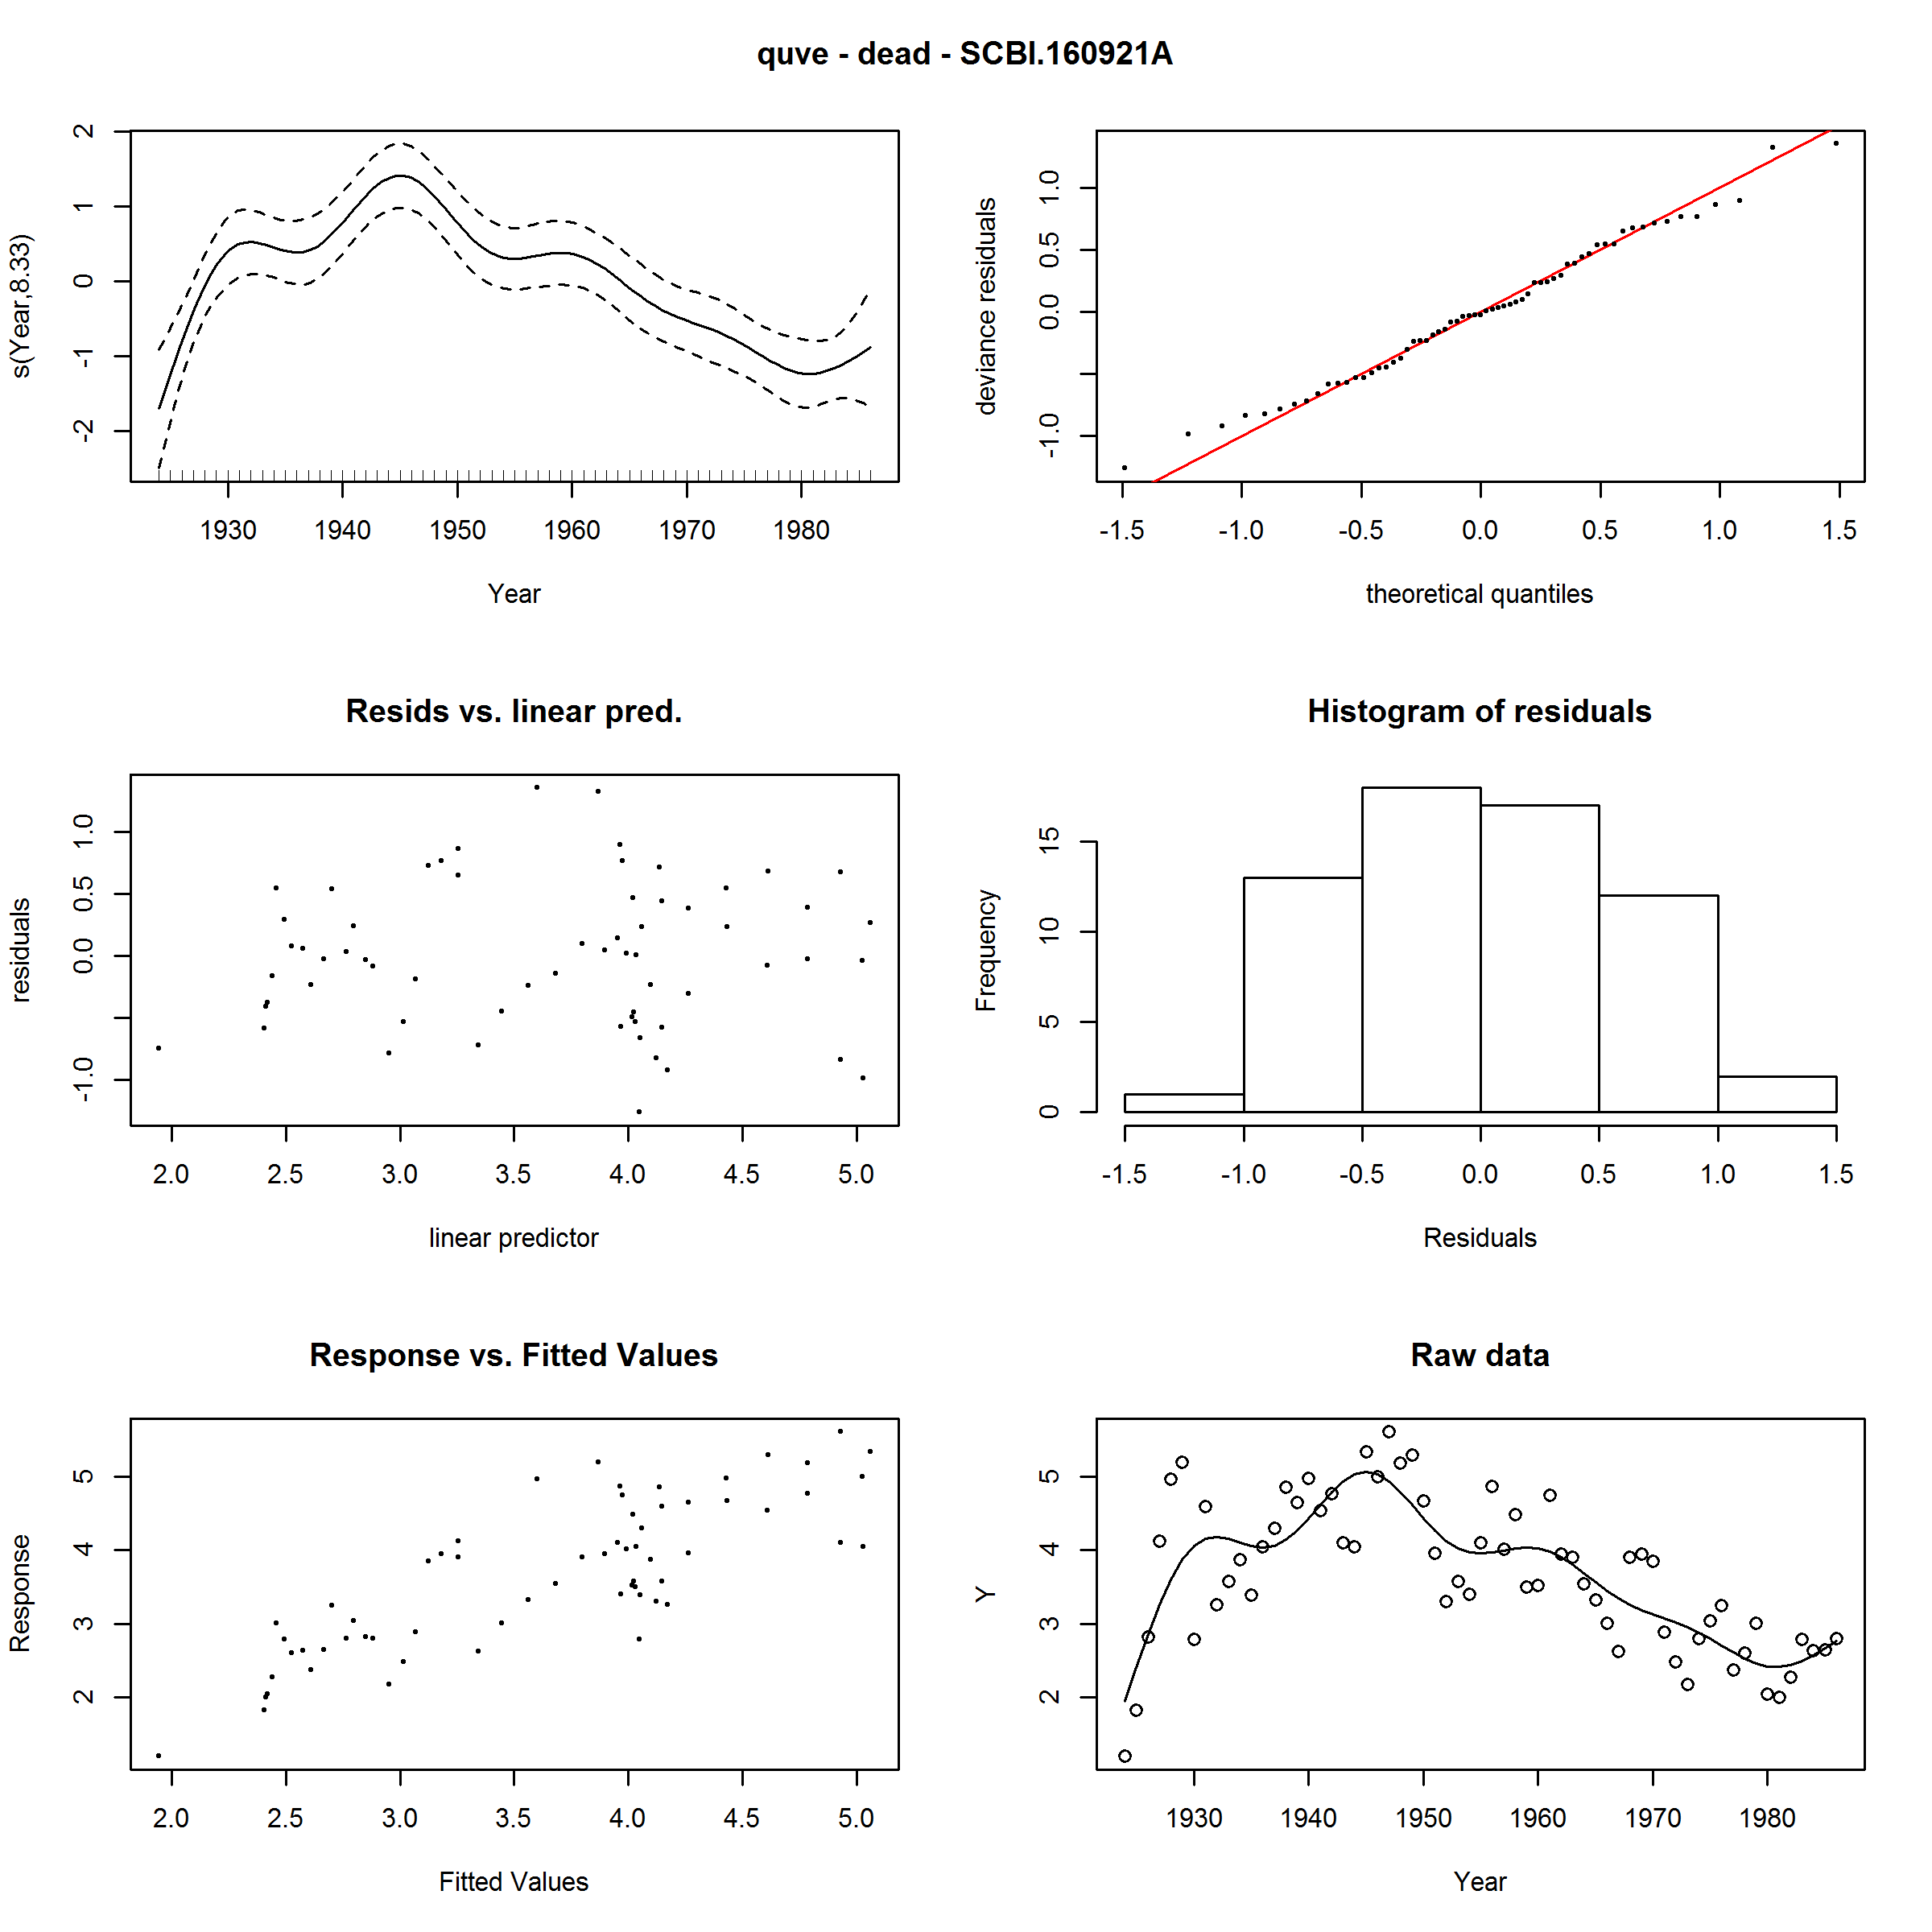 quve - dead - SCBI.160921A
s(Year,8.33)
2
1
0
-1
-2
1930 1940 1950 1960 1970 1980
Year
deviance residuals
1.0
0.5
0.0
-1.0
-1.5 -1.0 -0.5 0.0 0.5 1.0 1.5
theoretical quantiles
Resids vs. linear pred.
residuals
1.0
0.5
0.0
-1.0
2.0 2.5 3.0 3.5 4.0 4.5 5.0
linear predictor
Histogram of residuals
Frequency
15
10
5
0
-1.5 -1.0 -0.5 0.0 0.5 1.0 1.5
Residuals
Response vs. Fitted Values
Response
5
4
3
2
2.0 2.5 3.0 3.5 4.0 4.5 5.0
Fitted Values
Raw data
Y
5
4
3
2
1930 1940 1950 1960 1970 1980
Year